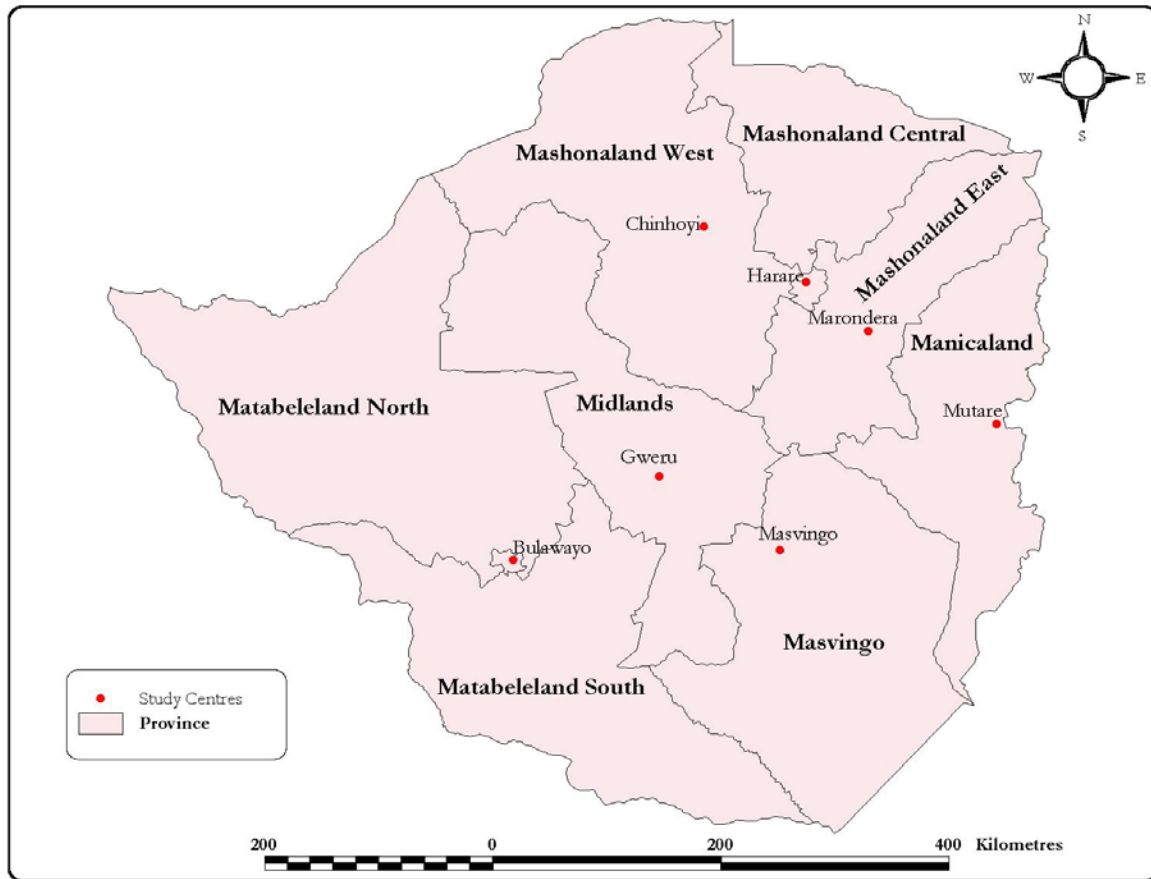 N
W E
S
Mashonaland Central
Mashonaland West
Mashonaland East
Chinhoyi
Harare
Marondera
Manicaland
Matabeleland North
Midlands
Mutare
Gweru
Masvingo
Bulawayo
Masvingo
Matabeleland South
Study Centres
Province
200 0 200 400 Kilometres